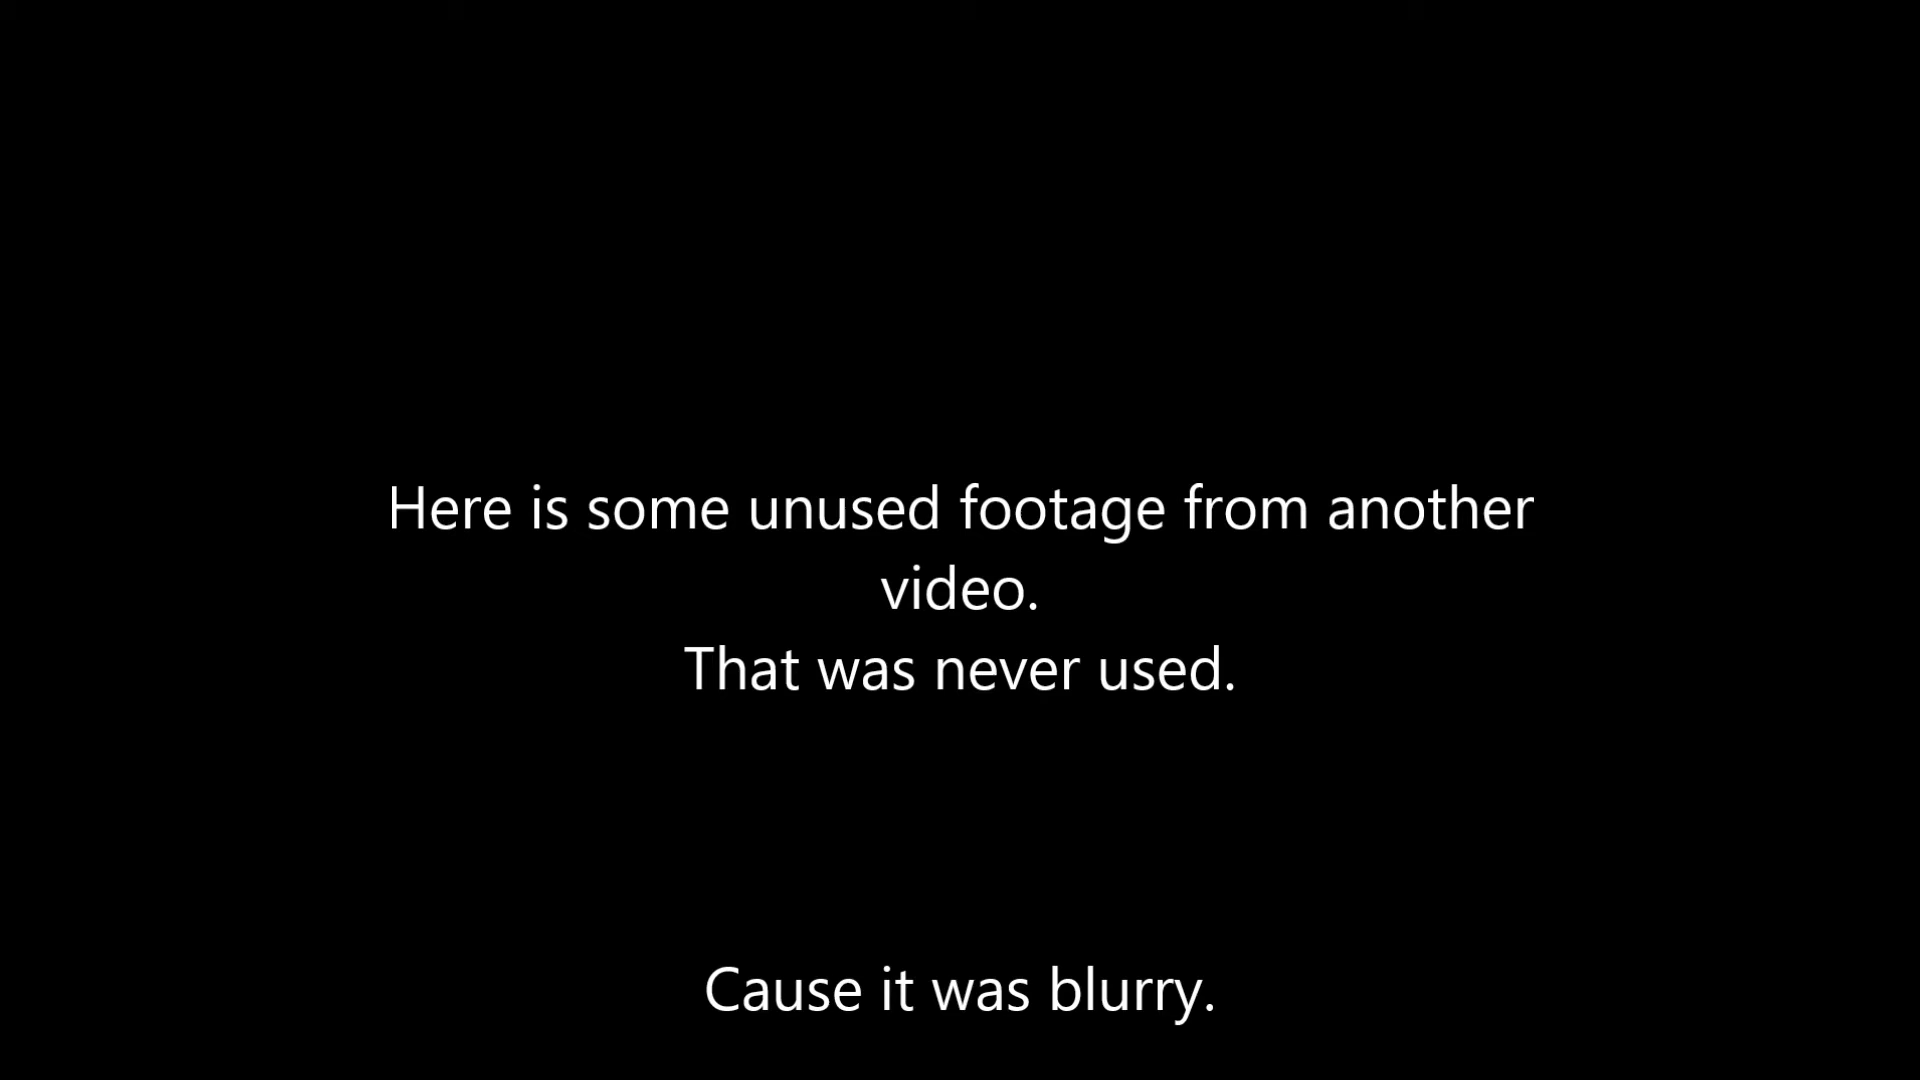 Here is some unused footage from another
video.
That was never used.
Cause it was blurry.